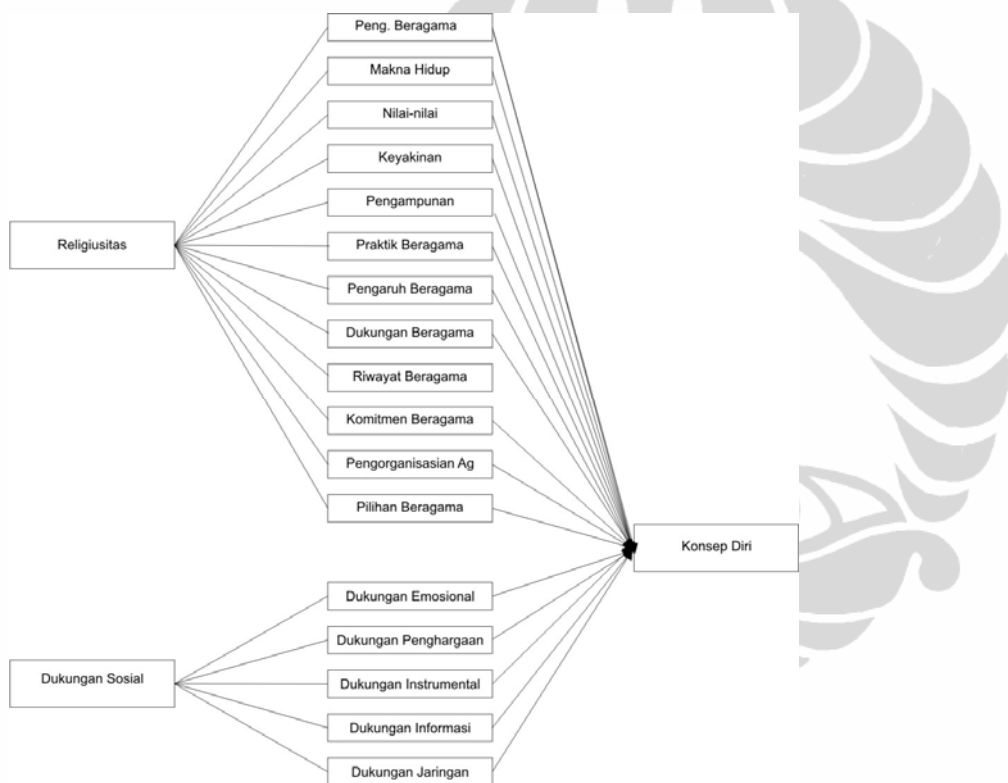 Peng. Beragama
Makna Hidup
Nilai-nilai
Keyakinan
Pengampunan
Religiusitas
Praktik Beragama
Pengaruh Beragama
Dukungan Beragama
Riwayat Beragama
Komitmen Beragama
Pengorganisasian Ag
Pilihan Beragama
Konsep Diri
Dukungan Emosional
Dukungan Penghargaan
Dukungan Sosial
Dukungan Instrumental
Dukungan Informasi
Dukungan Jaringan